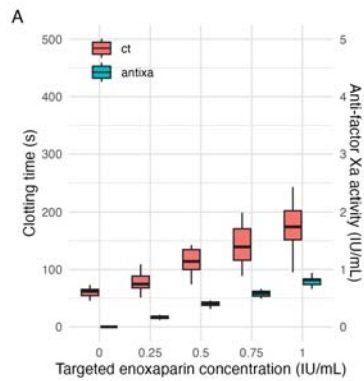 A
500
400
300
200
100
0
Clotting time (s)
ct
antixa
5
4
3
2
1
0
Anti-factor Xa activity (IU/mL)
0 0.25 0.5 0.75 1
Targeted enoxaparin concentration (IU/mL)